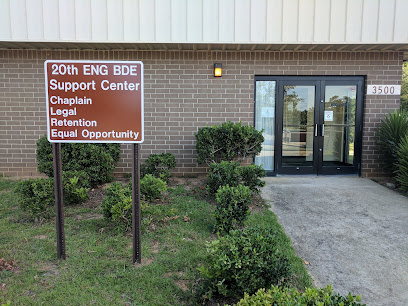 20th ENG BDE
Support Center
Chaplain
Legal
Retention
Equal Opportunity
3500